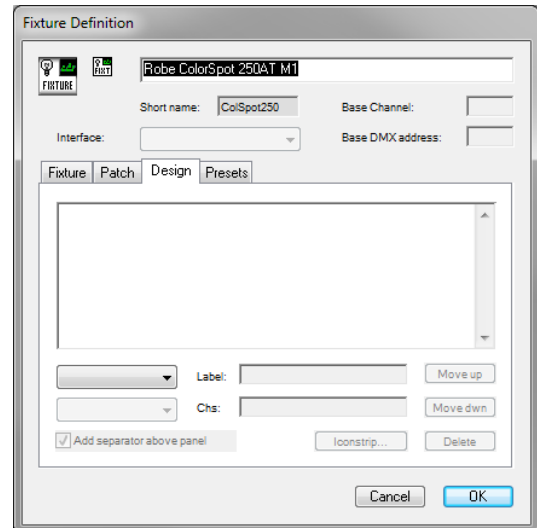 Fixture Definition
FIXTURE
FIXT
Robe ColorSpot 250AT M1
Short name: ColSpot250 Base Channel:
Interface: Base DMX address:
Fixture Patch Design Presets
Label: Move up
Chs: Move dwn
Add separator above panel Iconstrip... Delete
Cancel OK